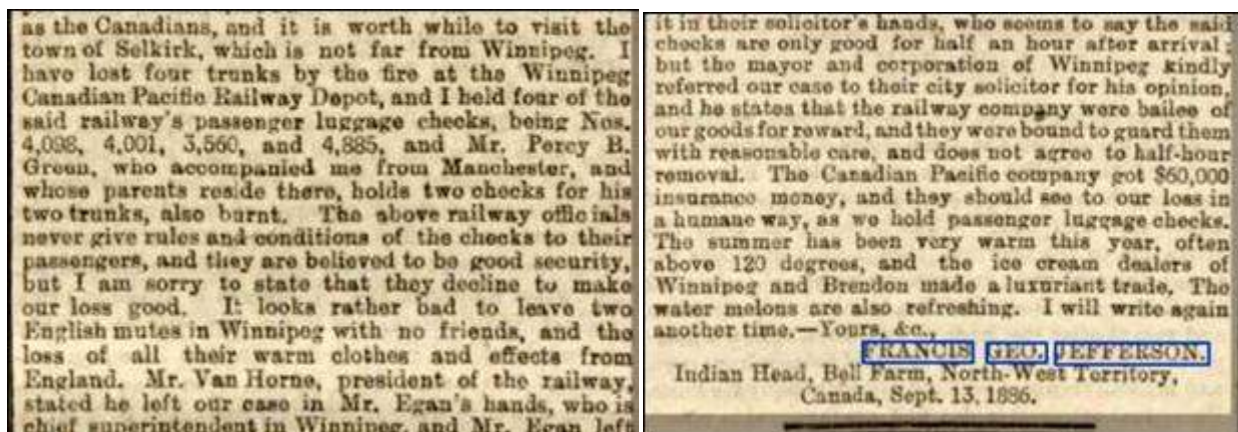 as the Canadians, and it is worth while to visit the
town of Selkirk, which is not far from Winnipeg. I
have lost four trunks by the fire at the Winnipeg
Canadian Pacific Railway Depot, and I held four of the
said railway's passenger luggage checks, being Nos.
4,098, 4,001, 3,560, and 4,885, and Mr. Percy B.
Green, who accompanied me from Manchester, and
whose parents reside there, holds two checks for his
two trunks, also burnt. The above railway offic ials
never give rules and conditions of the checks to their
passengers, and they are believed to be good security,
but I am sorry to state that they decline to make
our loss good. It looks rather bad to leave two
English mutes in Winnipeg with no friends, and the
loss of all their warm clothes and effects from
England. Mr. Van Horne, president of the railway,
stated he left our case in Mr. Egan's hands, who is
chief superintendent in Winnipeg, and Mr. Egan left
it in their solicitor's hands, who seems to say the said
checks are only good for half an hour after arrival;
but the mayor and corporation of Winnipeg kindly
referred our case to their city solicitor for his opinion,
and he states that the railway company were bailee of
our goods for reward, and they were bound to guard them
with reasonable care, and does not agree to half-hour
removal. The Canadian Pacific company got $60,000
insurance money, and they should see to our loss in
a humane way, as we hold passenger luggage checks.
The summer has been very warm this year, often
above 120 degrees, and the ice cream dealers of
Winnipeg and Brendon made a luxuriant trade. The
water melons are also refreshing. I will write again
another time.—Yours, &c.,
FRANCIS GEO. JEFFERSON.
Indian Head, Bell Farm, North-West Territory,
Canada, Sept. 13, 1886.